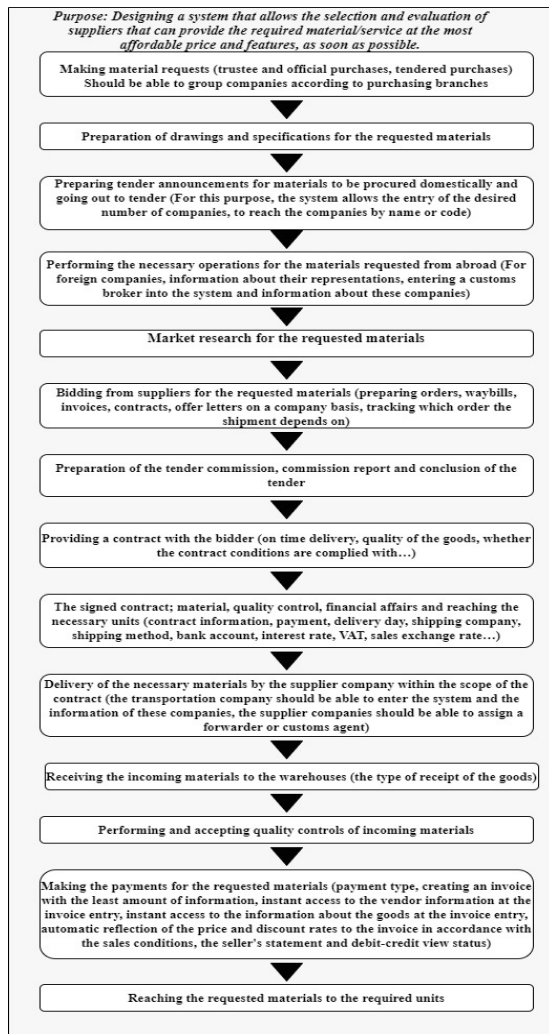 Purpose: Designing a system that allows the selection and evaluation of
suppliers that can provide the required material/service at the most
affordable price and features, as soon as possible.
Making material requests (trustee and official purchases, tendered purchases)
Should be able to group companies according to purchasing branches
Preparation of drawings and specifications for the requested materials
Preparing tender announcements for materials to be procured domestically and
going out to tender (For this purpose, the system allows the entry of the
desired number of companies, to reach the companies by name or code)
Performing the necessary operations for the materials requested from abroad (For
foreign companies, information about their representations, entering a customs
broker into the system and information about these companies)
Market research for the requested materials
Bidding from suppliers for the requested materials (preparing orders, waybills,
invoices, contracts, offer letters on a company basis, tracking which order the
shipment depends on)
Preparation of the tender commission, commission report and conclusion of the
tender
Providing a contract with the bidder (on time delivery, quality of the goods, whether
the contract conditions are complied with…)
The signed contract; material, quality control, financial affairs and reaching the
necessary units (contract information, payment, delivery day, shipping company,
shipping method, bank account, interest rate, VAT, sales exchange rate…)
Delivery of the necessary materials by the supplier company within the scope of the
contract (the transportation company should be able to enter the system and the
information of these companies, the supplier companies should be able to assign a
forwarder or customs agent)
Receiving the incoming materials to the warehouses (the type of receipt of the goods)
Performing and accepting quality controls of incoming materials
Making the payments for the requested materials (payment type, creating an invoice
with the least amount of information, instant access to the vendor information at the
invoice entry, instant access to the information about the goods at the invoice entry,
automatic reflection of the price and discount rates to the invoice in accordance with
the sales conditions, the seller's statement and debit-credit view status)
Reaching the requested materials to the required units